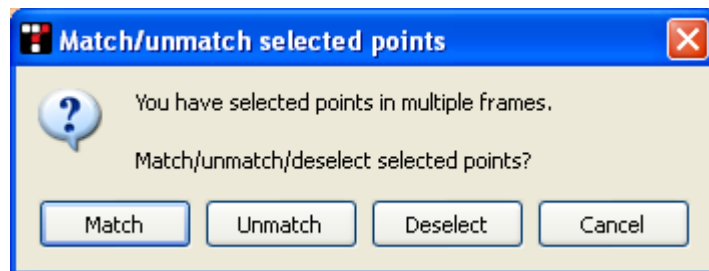 Match/unmatch selected points
You have selected points in multiple frames.
Match/unmatch/deselect selected points?
Match Unmatch Deselect Cancel